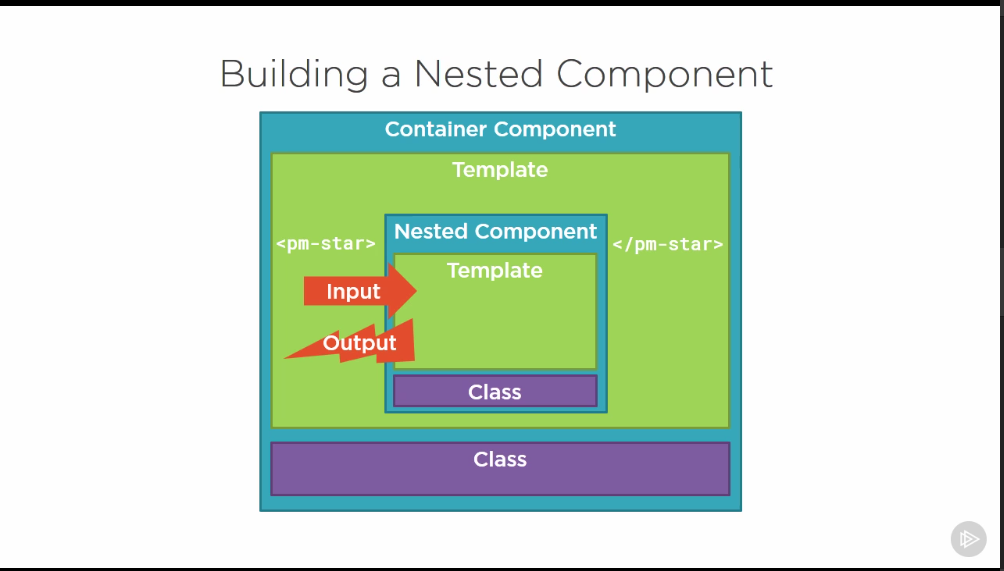 Building a Nested Component
Container Component
Template
<pm-star>
Nested Component
</pm-star>
Template
Input
Output
Class
Class